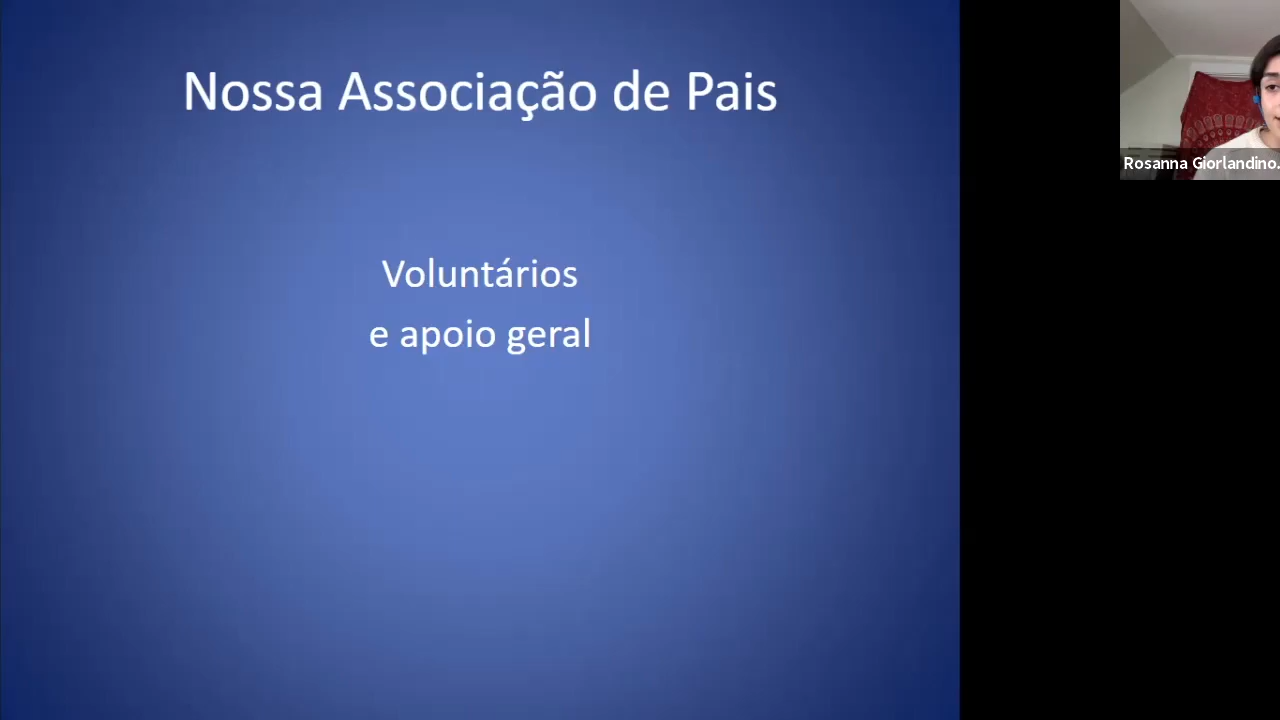 Nossa Associação de Pais
Voluntários
e apoio geral
Rosanna Giorlandino.